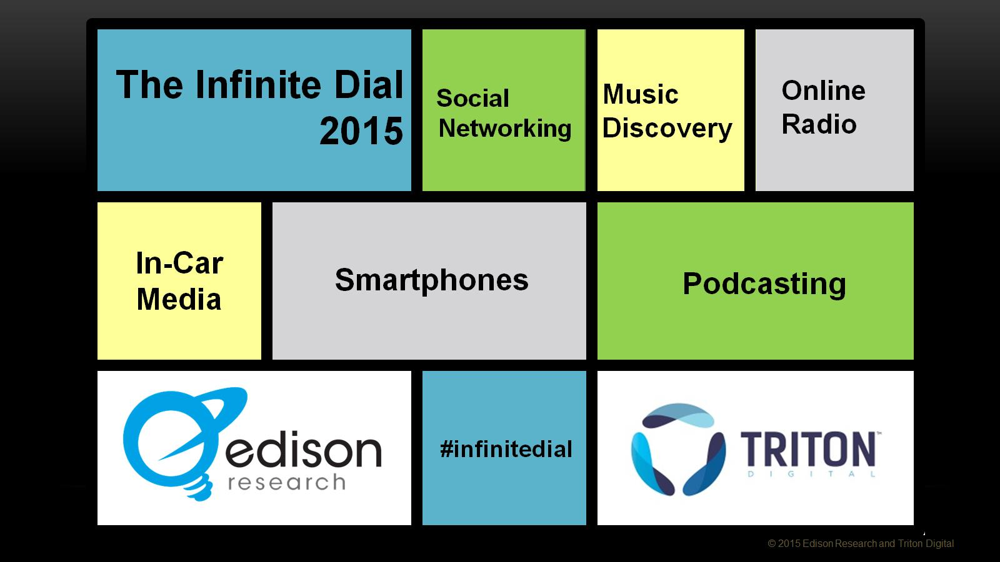 The Infinite Dial
2015
Social
Networking
Music
Discovery
Online
Radio
In-Car
Media
Smartphones
Podcasting
edison
research
#infinitedial
TRITON™
DIGITAL
© 2015 Edison Research and Triton Digital